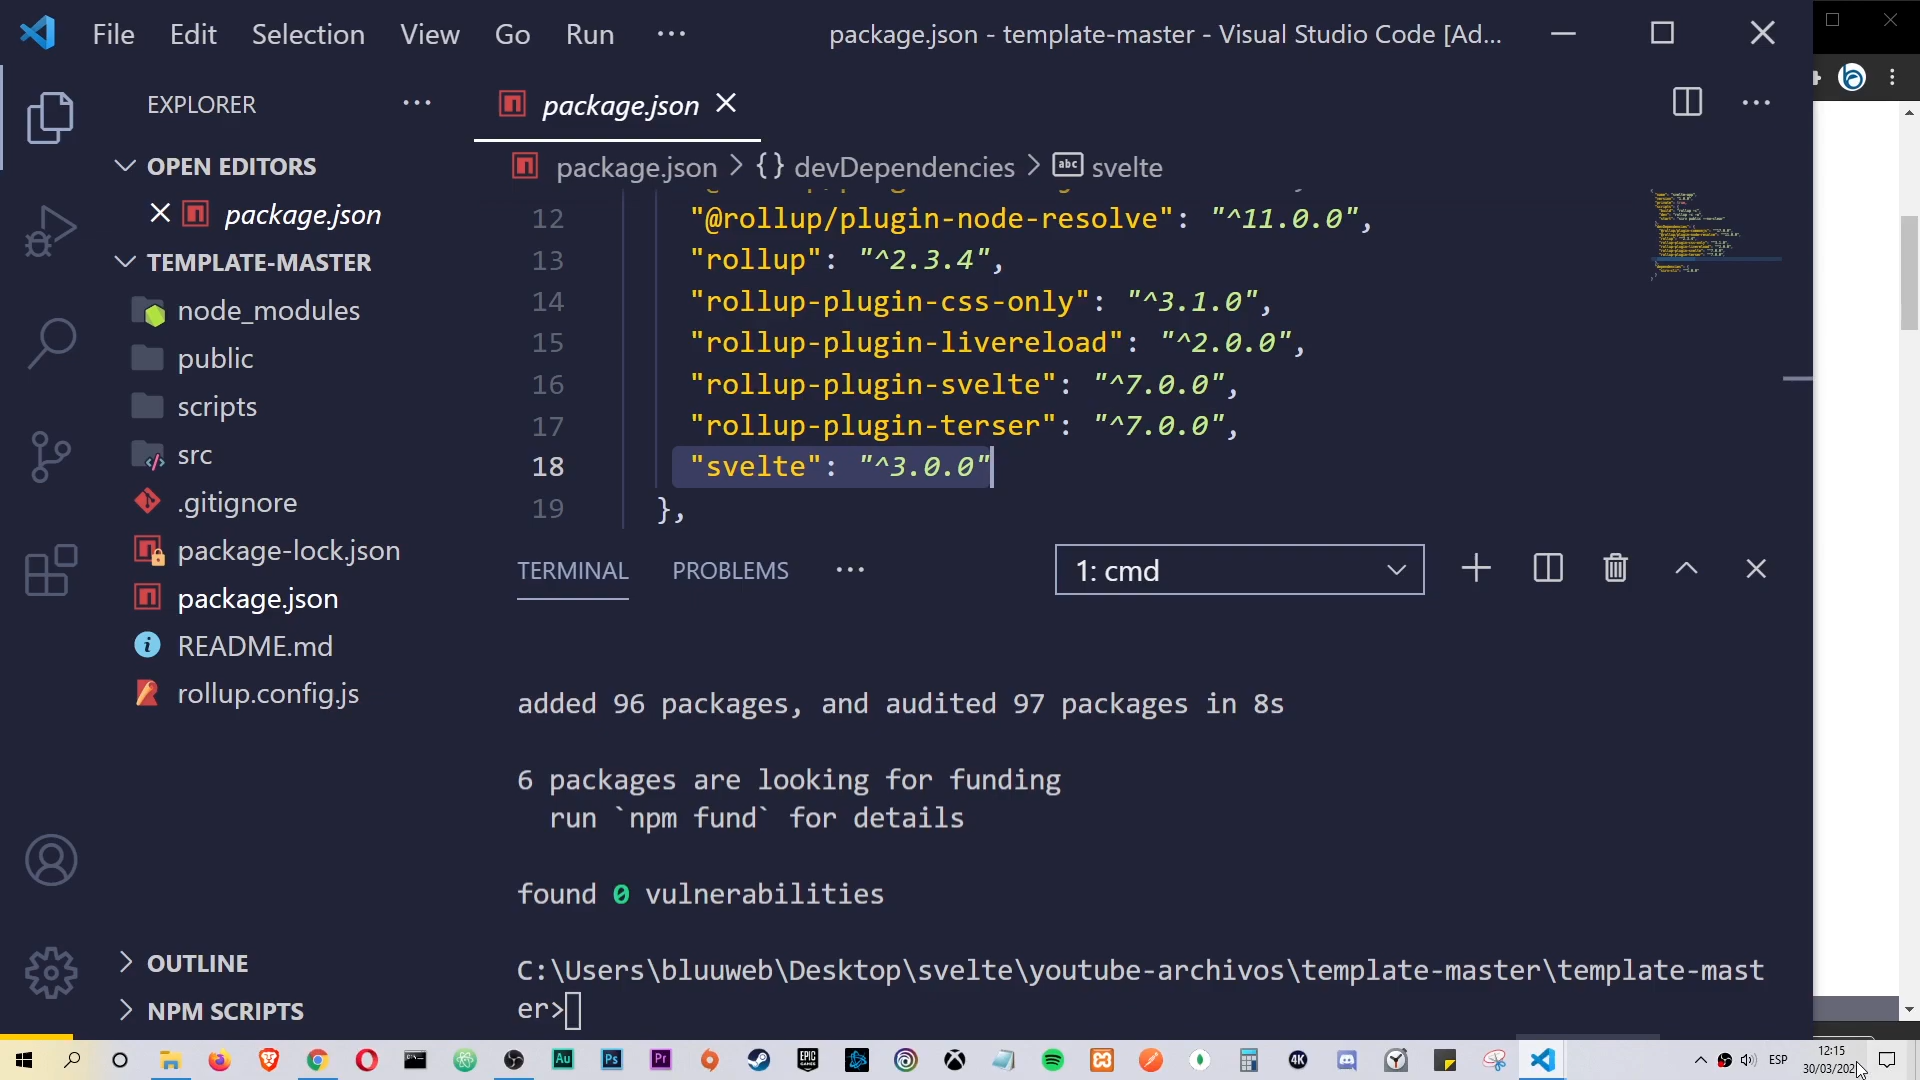 File Edit Selection View Go Run ···
package.json - template-master - Visual Studio Code [Ad...
EXPLORER
OPEN EDITORS
package.json
TEMPLATE-MASTER
node_modules
public
scripts
src
.gitignore
package-lock.json
package.json
README.md
rollup.config.js
OUTLINE
NPM SCRIPTS
package.json
package.json > {} devDependencies > abc svelte
12 "@rollup/plugin-node-resolve": "^11.0.0",
13 "rollup": "^2.3.4",
14 "rollup-plugin-css-only": "^3.1.0",
15 "rollup-plugin-livereload": "^2.0.0",
16 "rollup-plugin-svelte": "^7.0.0",
17 "rollup-plugin-terser": "^7.0.0",
18 "svelte": "^3.0.0"
19 },
TERMINAL PROBLEMS ··· 1: cmd
added 96 packages, and audited 97 packages in 8s
6 packages are looking for funding
run `npm fund` for details
found 0 vulnerabilities
C:\Users\bluuweb\Desktop\svelte\youtube-archivos\template-master\template-mast
er>
Au Ps Pr EPIC GAMES 4K ESP
12:15